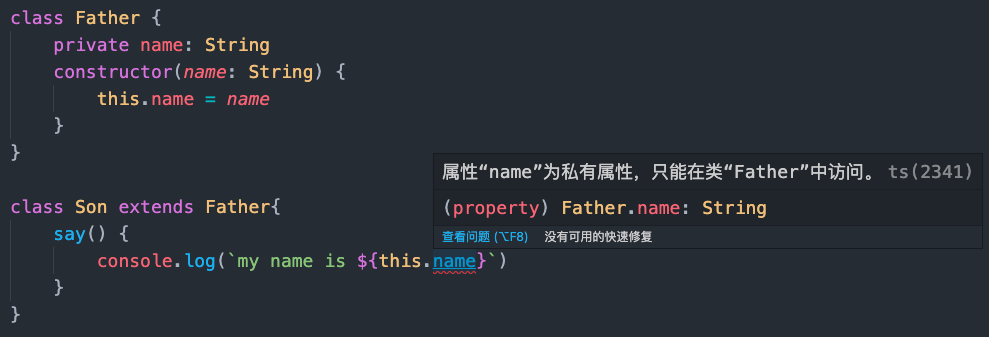 class Father {
    private name: String
    constructor(name: String) {
        this.name = name
    }
}
属性“name”为私有属性，只能在类“Father”中访问。 ts(2341)
(property) Father.name: String
查看问题 (⌥F8) 没有可用的快速修复
class Son extends Father{
    say() {
        console.log(`my name is ${this.name}`)
    }
}